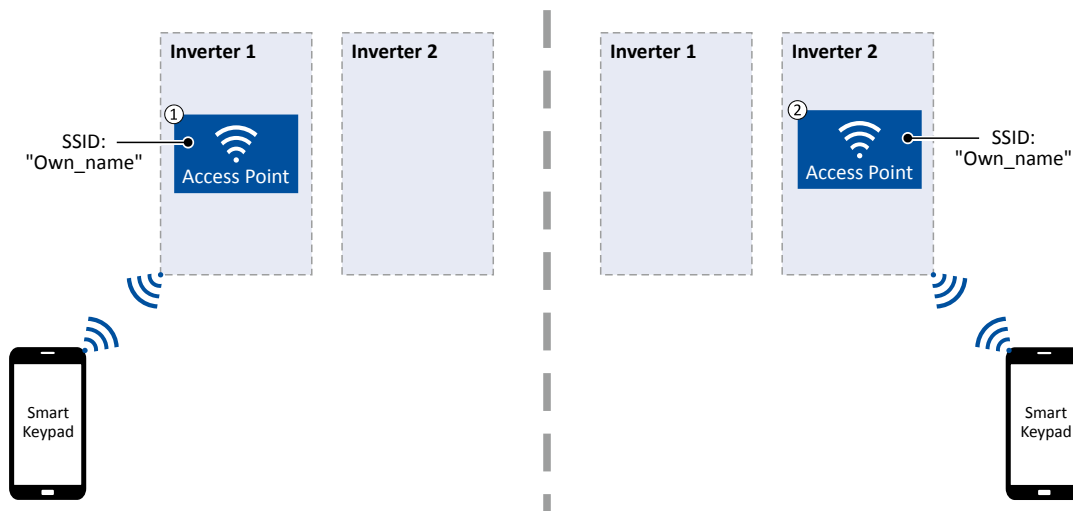 Inverter 1
Inverter 2
1
SSID:
"Own_name"
Access Point
Smart
Keypad
Inverter 1
Inverter 2
2
SSID:
"Own_name"
Access Point
Smart
Keypad